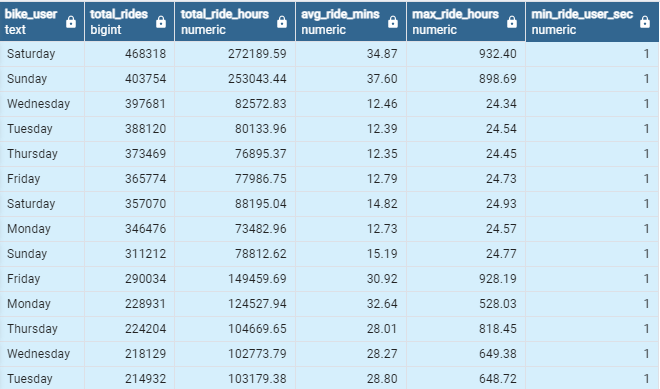 bike_user total_rides total_ride_hours avg_ride_mins max_ride_hours min_ride_user_sec
text bigint numeric numeric numeric numeric
Saturday 468318 272189.59 34.87 932.40 1
Sunday 403754 253043.44 37.60 898.69 1
Wednesday 397681 82572.83 12.46 24.34 1
Tuesday 388120 80133.96 12.39 24.54 1
Thursday 373469 76895.37 12.35 24.45 1
Friday 365774 77986.75 12.79 24.73 1
Saturday 357070 88195.04 14.82 24.93 1
Monday 346476 73482.96 12.73 24.57 1
Sunday 311212 78812.62 15.19 24.77 1
Friday 290034 149459.69 30.92 928.19 1
Monday 228931 124527.94 32.64 528.03 1
Thursday 224204 104669.65 28.01 818.45 1
Wednesday 218129 102773.79 28.27 649.38 1
Tuesday 214932 103179.38 28.80 648.72 1